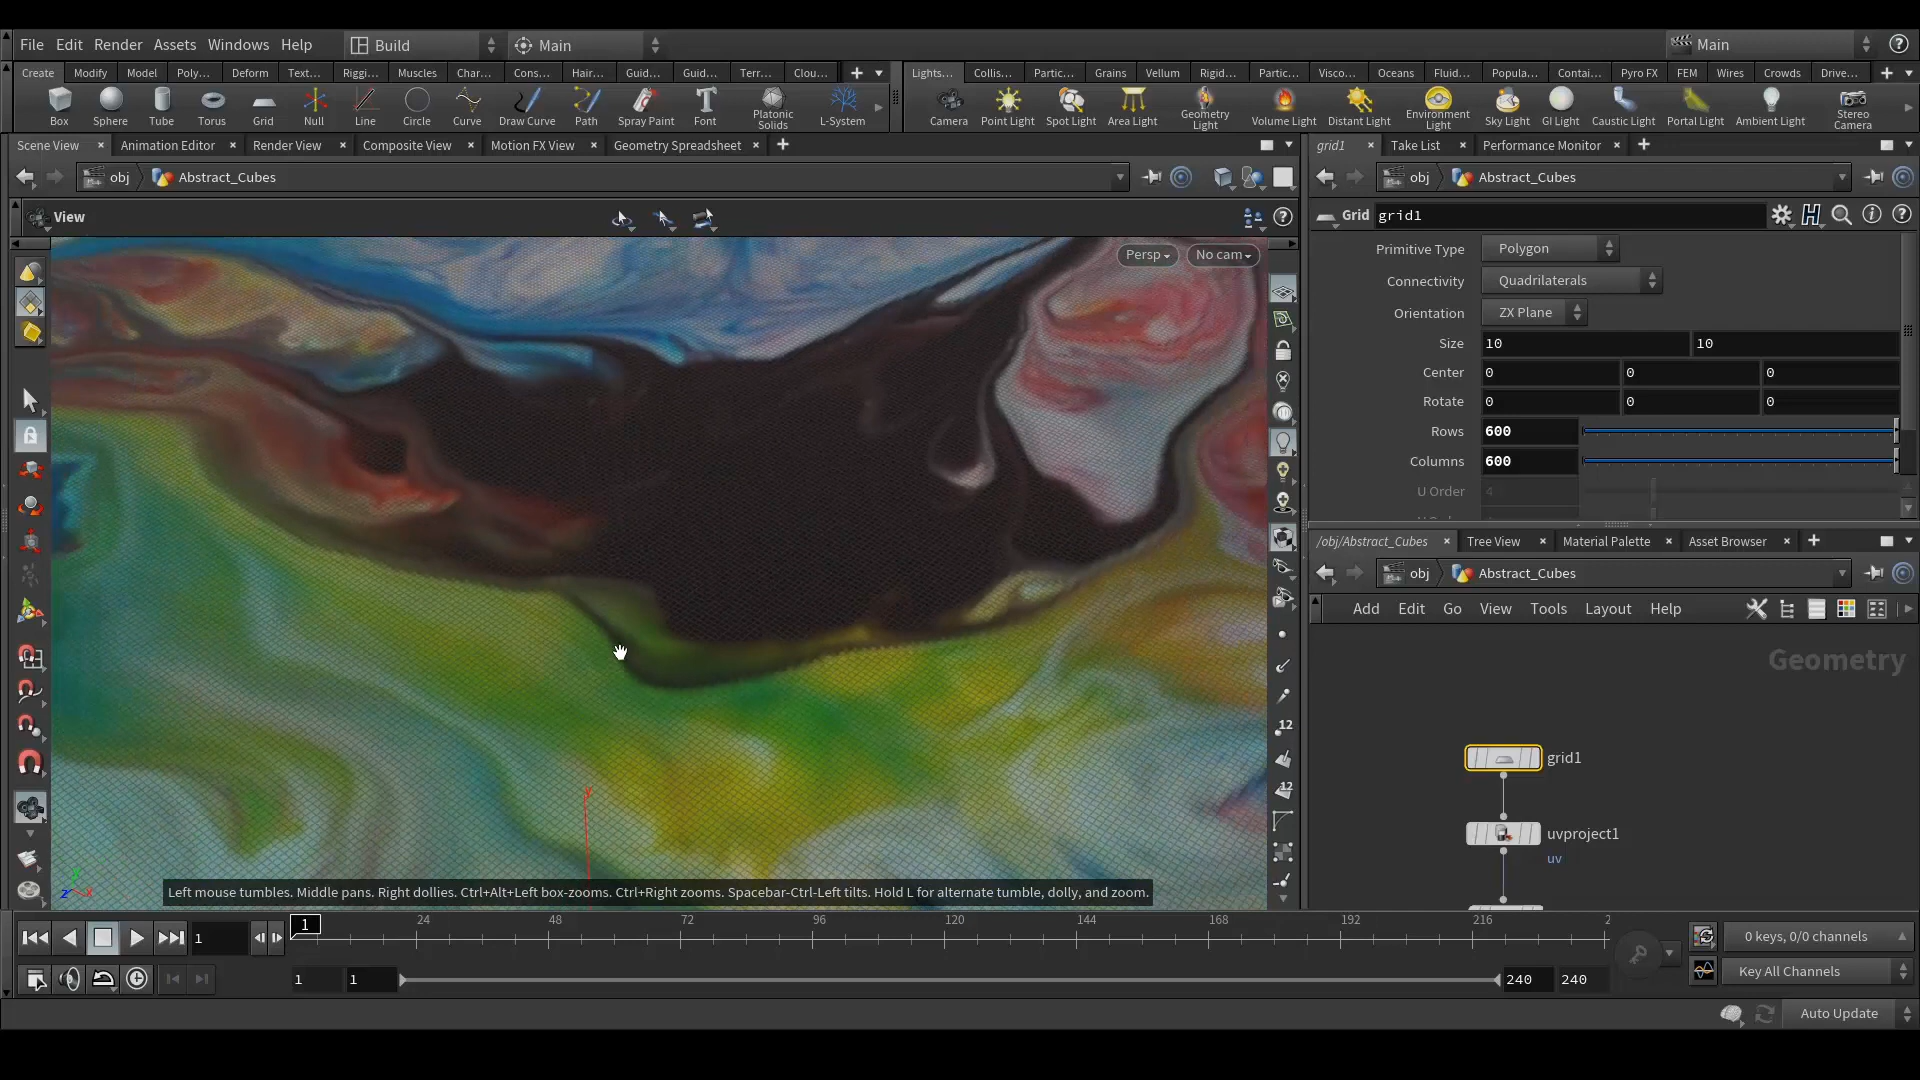 File Edit Render Assets Windows Help Build Main Main
Create Modify Model Poly... Deform Text... Riggi... Muscles Char... Cons... Hair... Guid... Guid... Terr... Clou... Lights... Collis... Partic... Grains Vellum Rigid... Partic... Visco... Oceans Fluid... Popula... Contai... Pyro FX FEM Wires Crowds Drive...
Box Sphere Tube Torus Grid Null Line Circle Curve Draw Curve Path Spray Paint Font Platonic Solids L-System Camera Point Light Spot Light Area Light Geometry Light Volume Light Distant Light Environment Light Sky Light GI Light Caustic Light Portal Light Ambient Light Stereo Camera
Scene View Animation Editor Render View Composite View Motion FX View Geometry Spreadsheet grid1 Take List Performance Monitor
obj Abstract_Cubes obj Abstract_Cubes
View
Grid grid1
Persp No cam
Primitive Type Polygon
Connectivity Quadrilaterals
Orientation ZX Plane
Size 10 10
Center 0 0 0
Rotate 0 0 0
Rows 600
Columns 600
U Order 4
/obj/Abstract_Cubes Tree View Material Palette Asset Browser
obj Abstract_Cubes
Add Edit Go View Tools Layout Help
Geometry
grid1
uvproject1
uv
12
12
y
z x
Left mouse tumbles. Middle pans. Right dollies. Ctrl+Alt+Left box-zooms. Ctrl+Right zooms. Spacebar-Ctrl-Left tilts. Hold L for alternate tumble, dolly, and zoom.
1 1 24 48 72 96 120 144 168 192 216 2
0 keys, 0/0 channels
1 1 240 240 Key All Channels
Auto Update